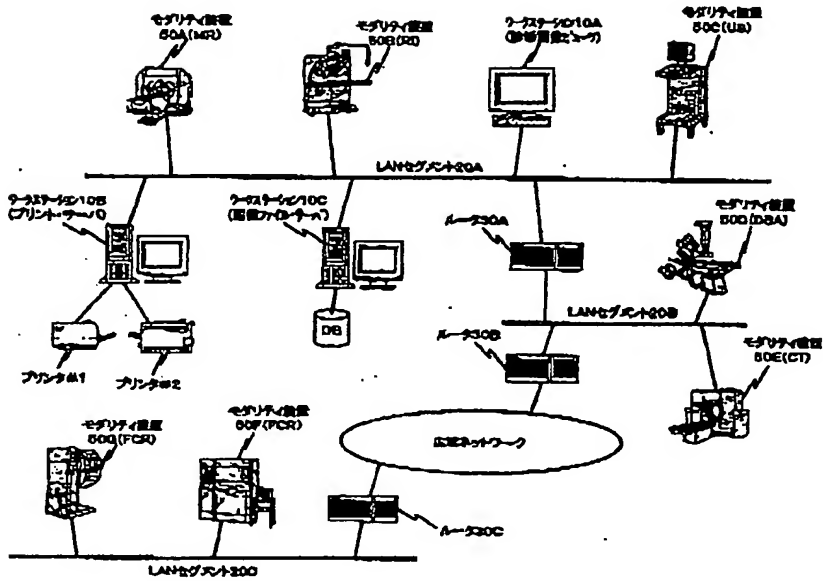 モダリティ装置
50A(MR)
モダリティ装置
50B(RI)
ワークステーション10A
(診断画像ビューワ)
モダリティ装置
50C(US)
LANセグメント20A
ワークステーション10B
(プリント・サーバ)
ワークステーション10C
(画像ファイル・サーバ)
ルータ30A
モダリティ装置
50D(DSA)
DB
LANセグメント20B
プリンタ#1
プリンタ#2
ルータ30B
モダリティ装置
50E(CT)
モダリティ装置
50G(FCR)
モダリティ装置
50F(FCR)
広域ネットワーク
ルータ30C
LANセグメント20C